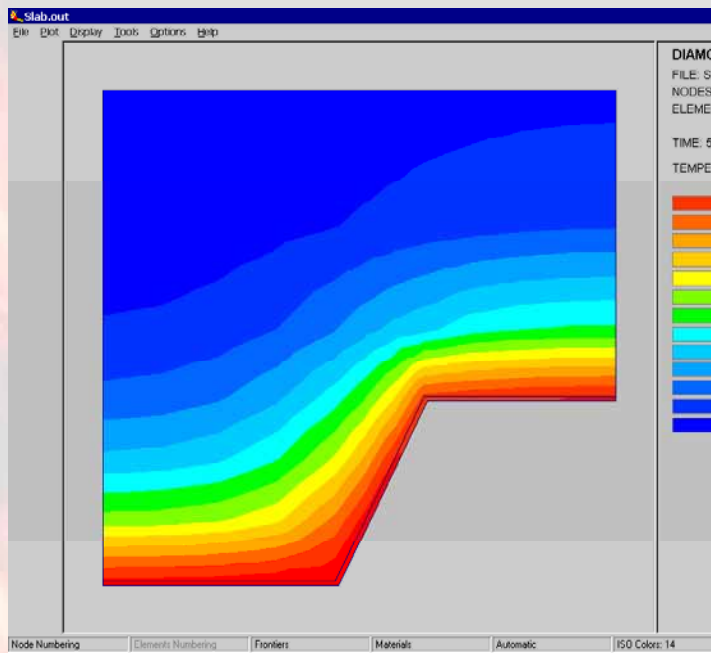 Slab.out
File Plot Display Tools Options Help
DIAMO
FILE: S
NODES
ELEME
TIME: 5
TEMPE
Node Numbering Elements Numbering Frontiers Materials Automatic ISO Colors: 14